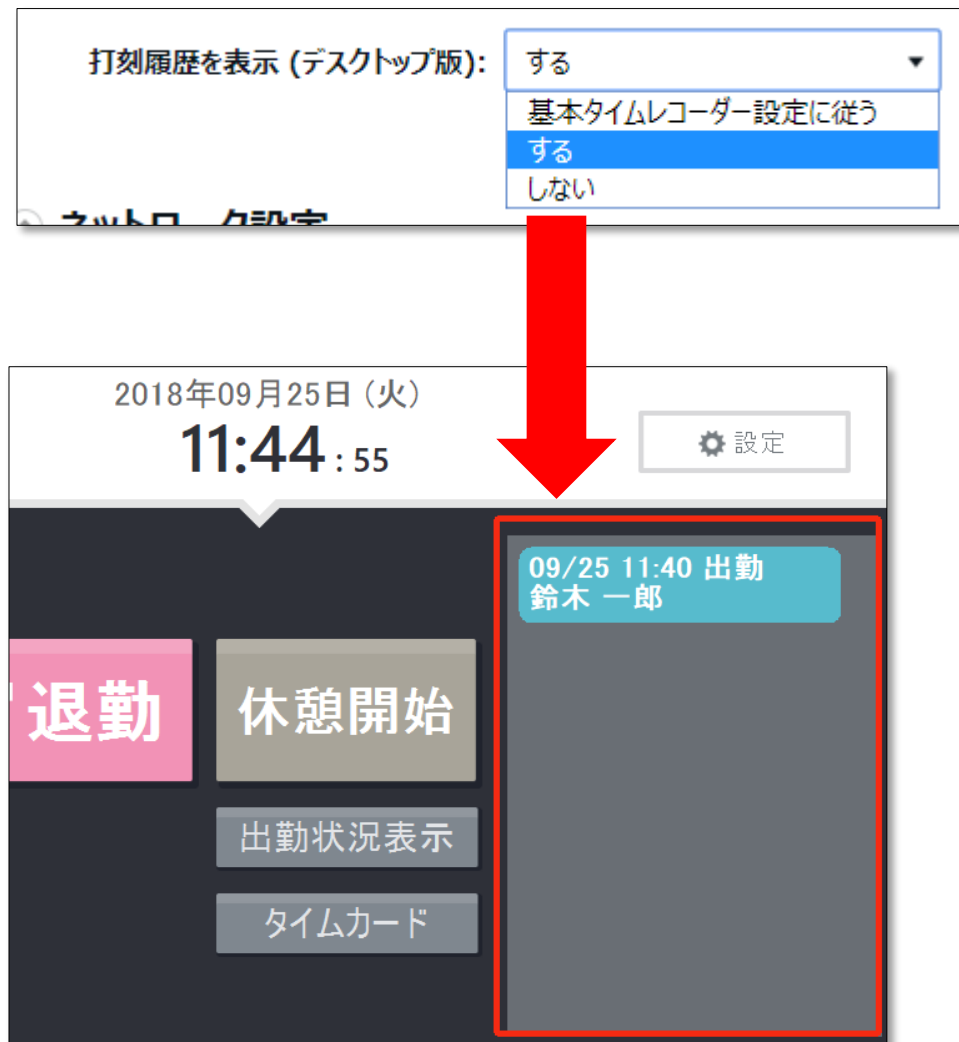 打刻履歴を表示 (デスクトップ版): する
基本タイムレコーダー設定に従う
する
しない
2018年09月25日 (火)
11:44 : 55
設定
09/25 11:40 出勤
鈴木 一郎
退勤
休憩開始
出勤状況表示
タイムカード